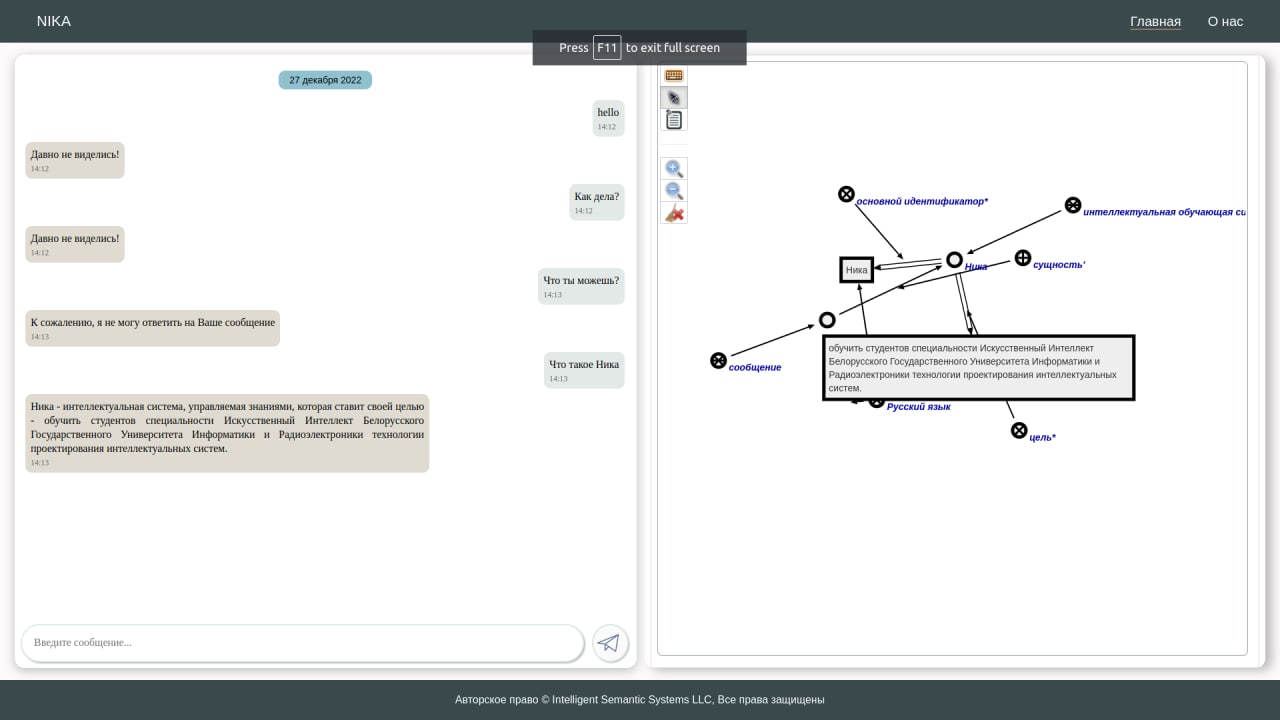 NIKA
Главная
О нас
Press F11 to exit full screen
27 декабря 2022
hello
14:12
Давно не виделись!
14:12
Как дела?
14:12
Давно не виделись!
14:12
Что ты можешь?
14:13
К сожалению, я не могу ответить на Ваше сообщение
14:13
Что такое Ника
14:13
Ника - интеллектуальная система, управляемая знаниями, которая ставит своей целью
- обучить студентов специальности Искусственный Интеллект Белорусского
Государственного Университета Информатики и Радиоэлектроники технологии
проектирования интеллектуальных систем.
14:13
Введите сообщение...
основной идентификатор*
интеллектуальная обучающая си
Ника
Ника
сущность'
сообщение
обучить студентов специальности Искусственный Интеллект
Белорусского Государственного Университета Информатики и
Радиоэлектроники технологии проектирования интеллектуальных
систем.
Русский язык
цель*
Авторское право © Intelligent Semantic Systems LLC, Все права защищены